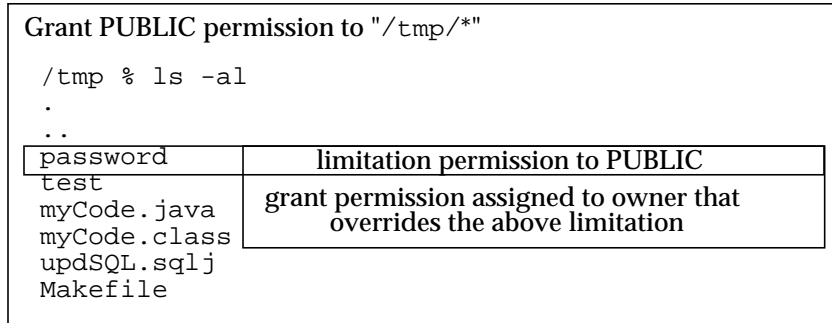 Grant PUBLIC permission to "/tmp/*"
/tmp % ls -al
.
..
password
limitation permission to PUBLIC
test
grant permission assigned to owner that
overrides the above limitation
myCode.java
myCode.class
updSQL.sqlj
Makefile